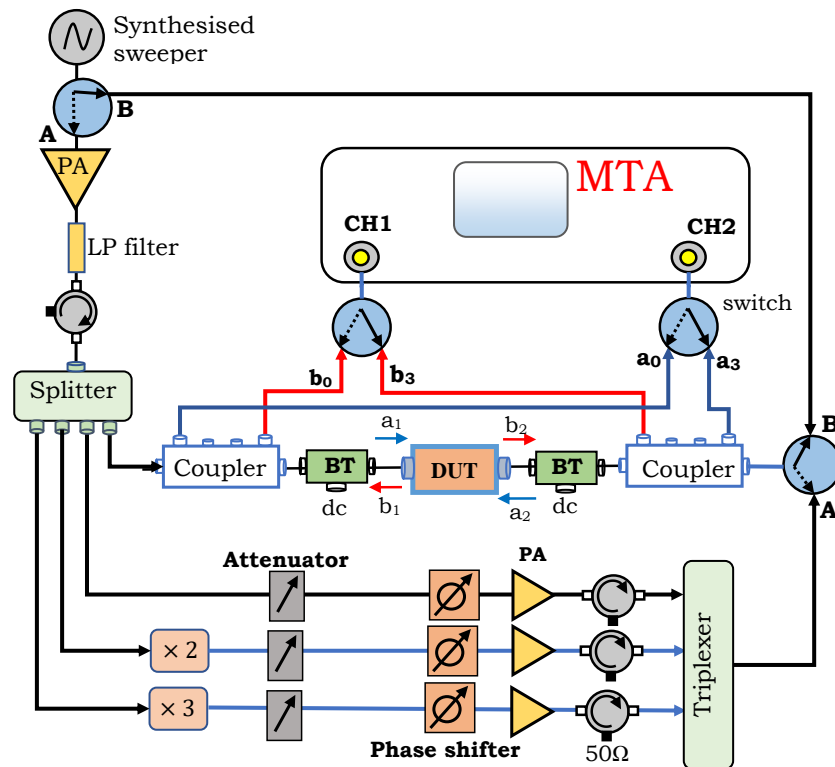 Synthesised
sweeper
B
A
PA
MTA
LP filter
CH1
CH2
switch
Splitter
b₀
b₃
a₀
a₃
a₁
b₂
B
Coupler
BT
DUT
BT
Coupler
dc
b₁
a₂
dc
A
Attenuator
PA
× 2
× 3
Triplexer
Phase shifter
50Ω